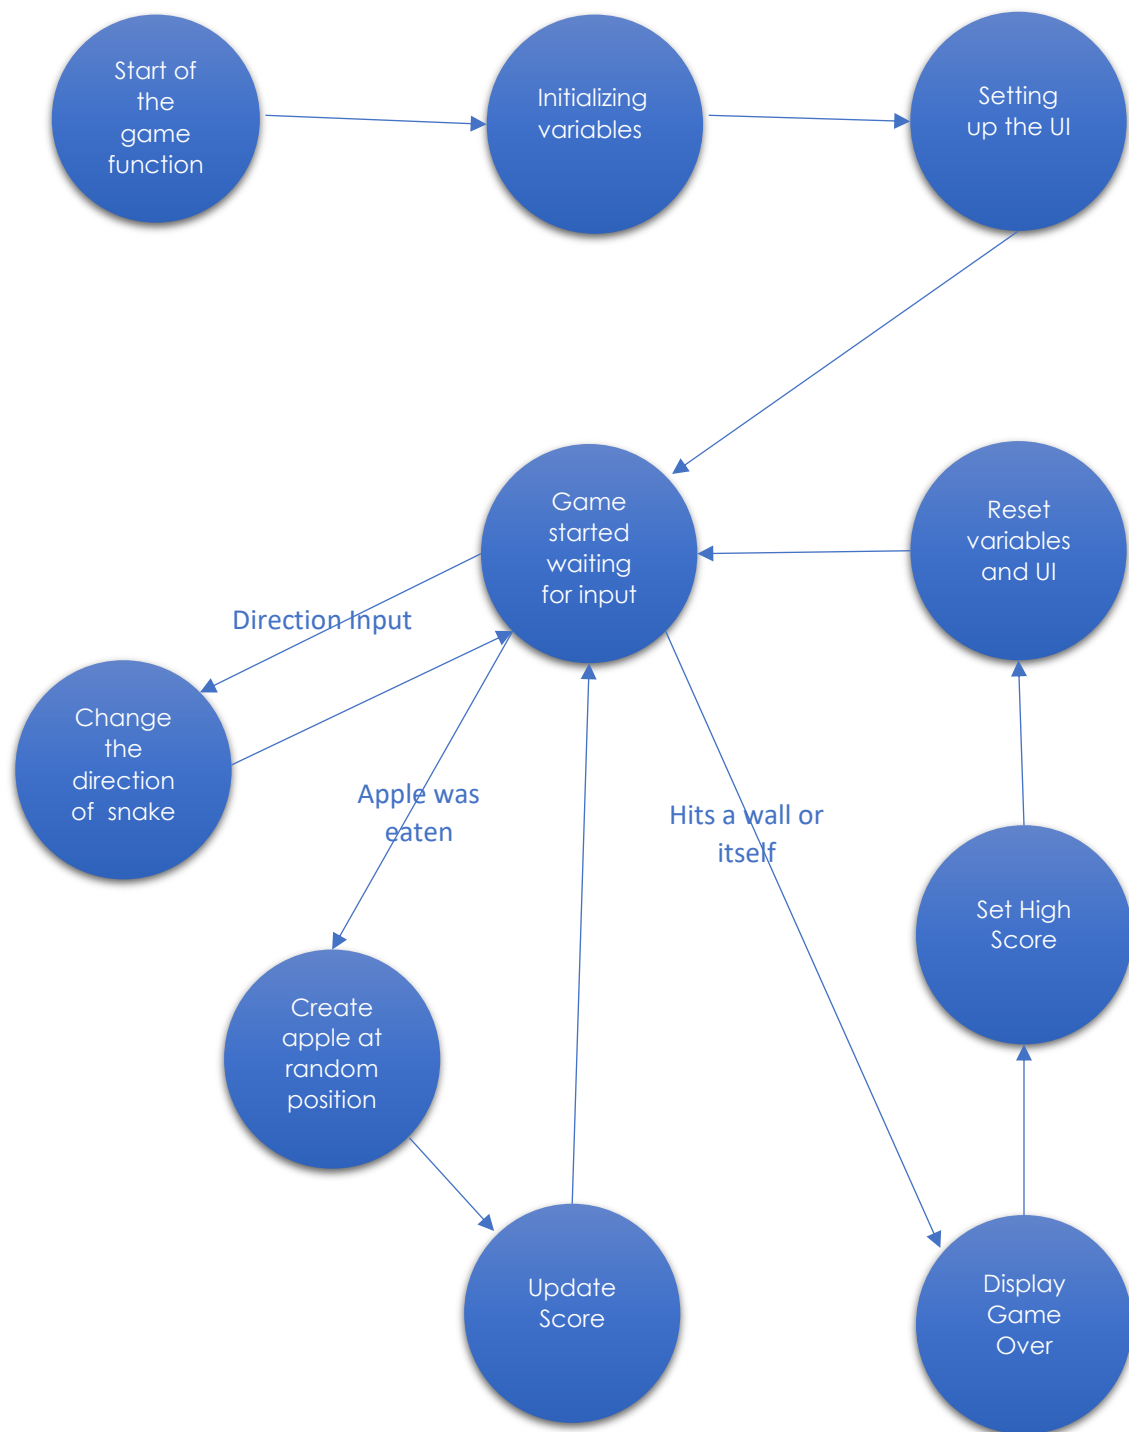 Start of
the
game
function
Initializing
variables
Setting
up the UI
Game
started
waiting
for input
Reset
variables
and UI
Direction Input
Change
the
direction
of  snake
Apple was
eaten
Hits a wall or
itself
Set High
Score
Create
apple at
random
position
Update
Score
Display
Game
Over